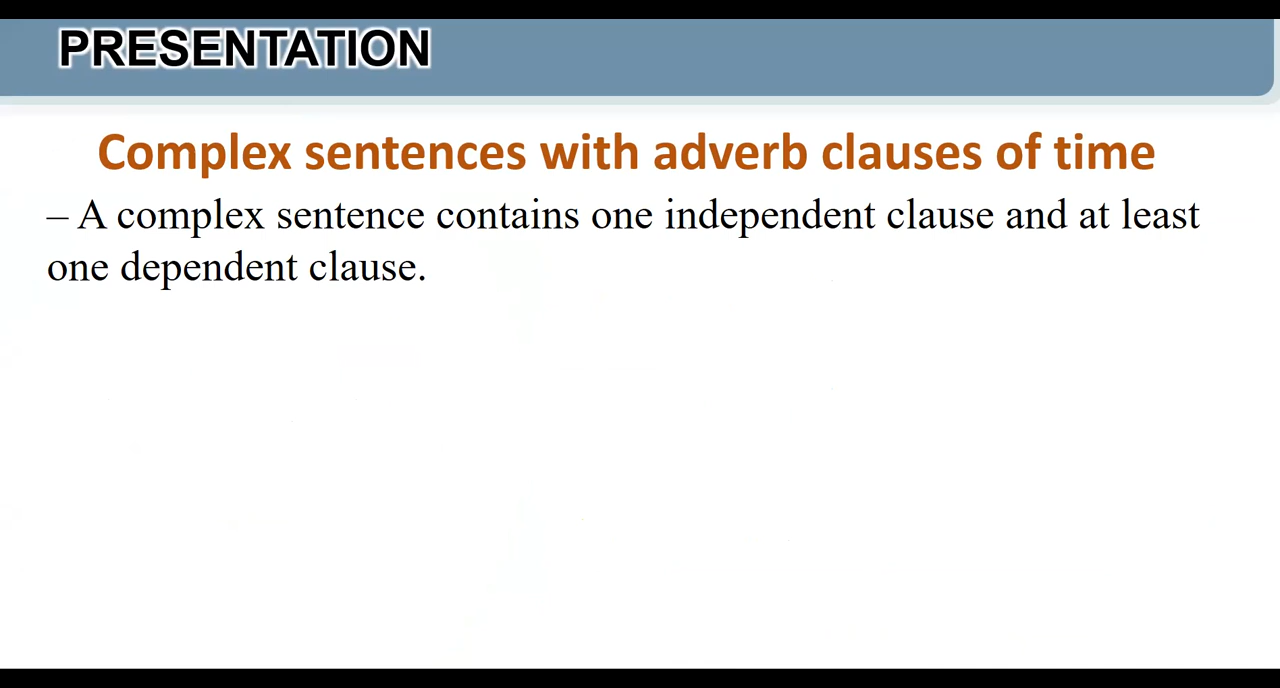 PRESENTATION
Complex sentences with adverb clauses of time
– A complex sentence contains one independent clause and at least
one dependent clause.